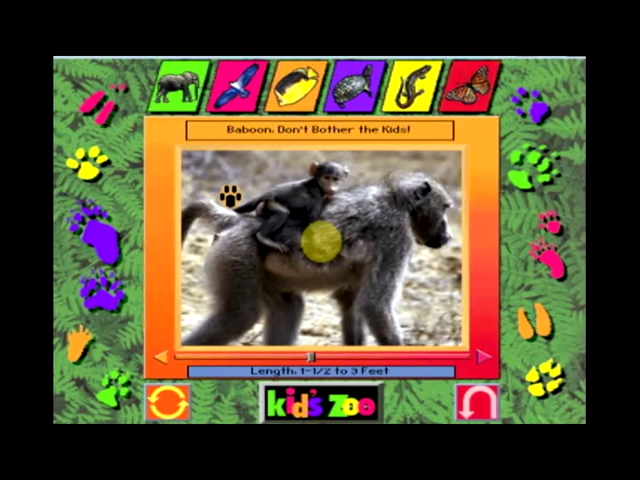 Baboon: Don't Bother the Kids!
Length: 1-1/2 to 3 Feet
kid's Zoo